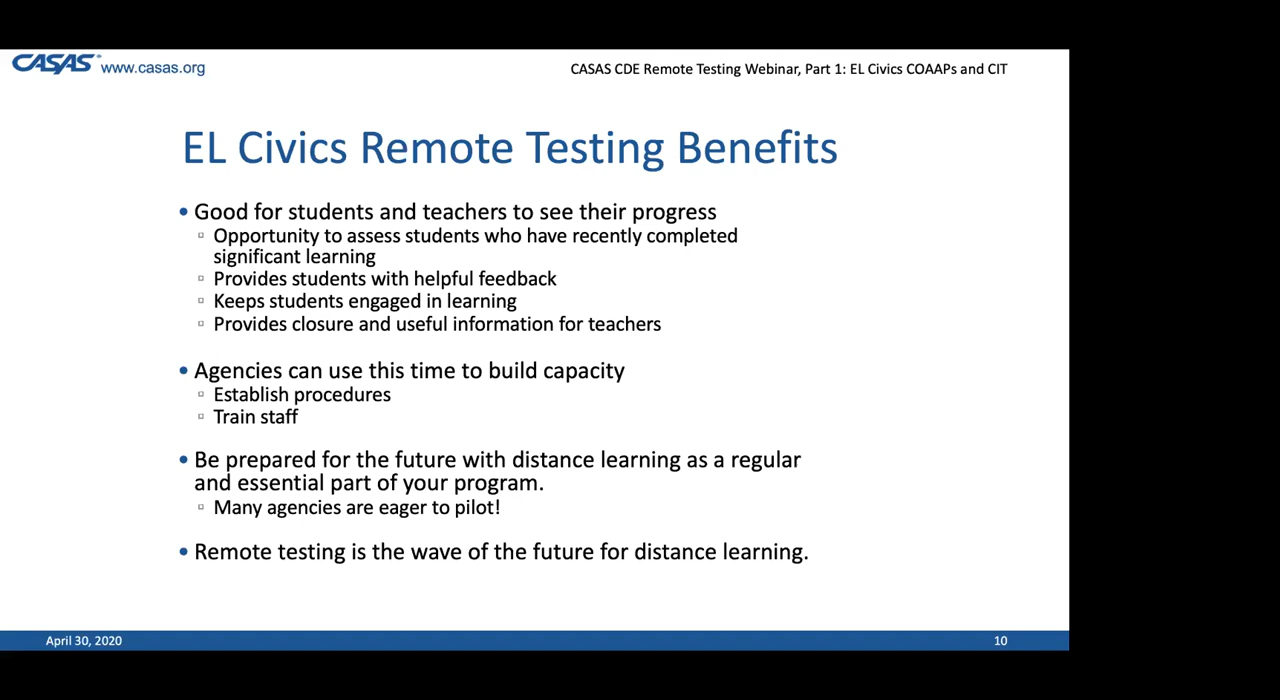 CASAS® www.casas.org
CASAS CDE Remote Testing Webinar, Part 1: EL Civics COAAPs and CIT
EL Civics Remote Testing Benefits
• Good for students and teachers to see their progress
▫ Opportunity to assess students who have recently completed
significant learning
▫ Provides students with helpful feedback
▫ Keeps students engaged in learning
▫ Provides closure and useful information for teachers
• Agencies can use this time to build capacity
▫ Establish procedures
▫ Train staff
• Be prepared for the future with distance learning as a regular
and essential part of your program.
▫ Many agencies are eager to pilot!
• Remote testing is the wave of the future for distance learning.
April 30, 2020
10